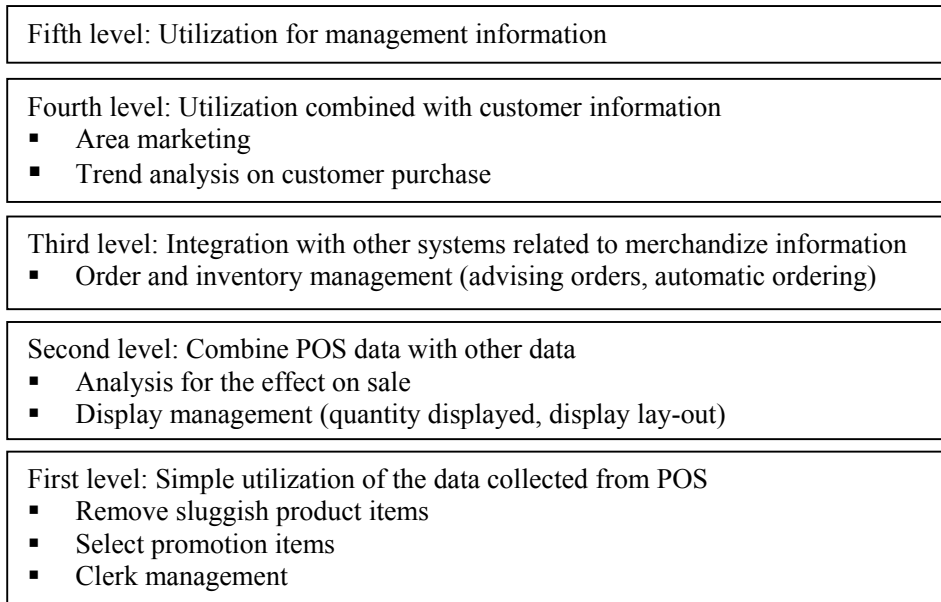 Fifth level: Utilization for management information
Fourth level: Utilization combined with customer information
▪ Area marketing
▪ Trend analysis on customer purchase
Third level: Integration with other systems related to merchandize information
▪ Order and inventory management (advising orders, automatic ordering)
Second level: Combine POS data with other data
▪ Analysis for the effect on sale
▪ Display management (quantity displayed, display lay-out)
First level: Simple utilization of the data collected from POS
▪ Remove sluggish product items
▪ Select promotion items
▪ Clerk management